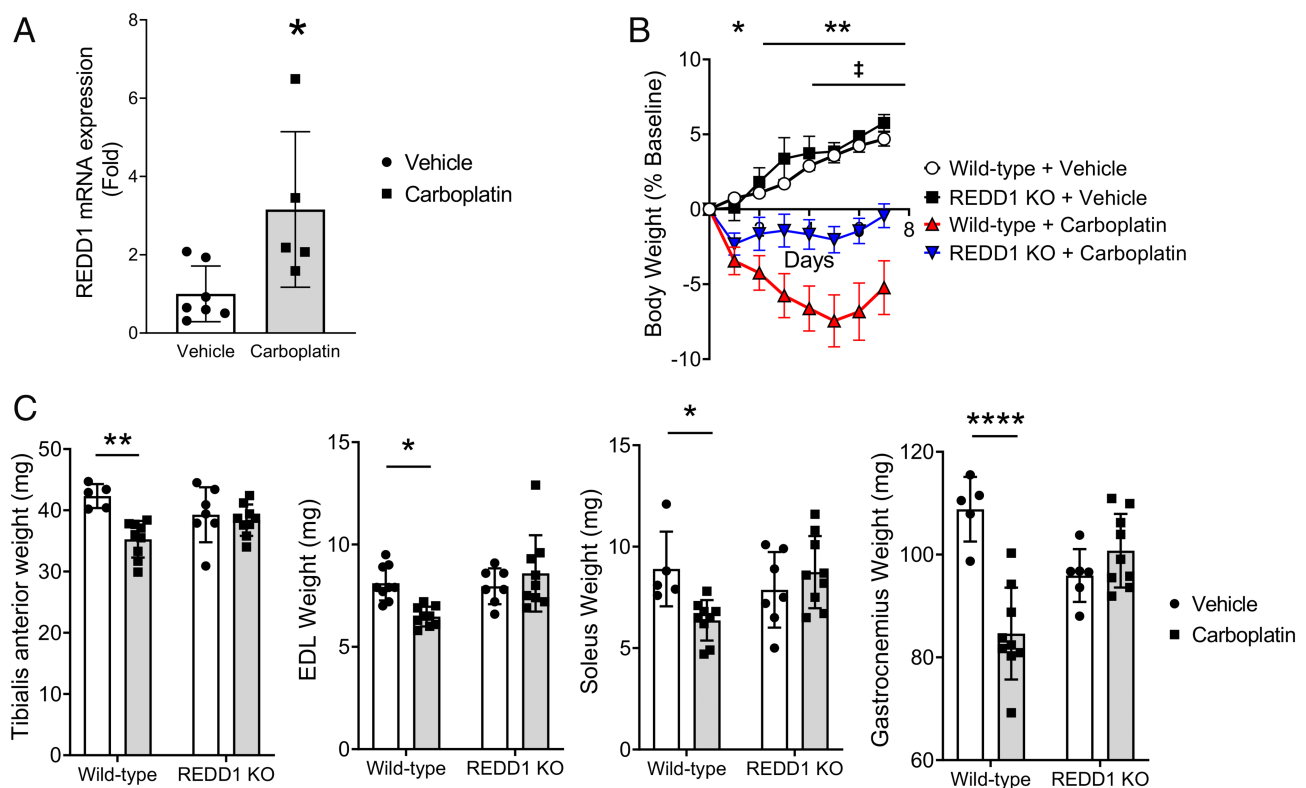 A
REDD1 mRNA expression
(Fold)
8
6
4
2
0
*
Vehicle
Carboplatin
Vehicle
Carboplatin
B
Body Weight (% Baseline)
10
5
0
-5
-10
*
**
‡
8
Days
Wild-type + Vehicle
REDD1 KO + Vehicle
Wild-type + Carboplatin
REDD1 KO + Carboplatin
C
Tibialis anterior weight (mg)
50
40
30
20
10
0
**
Wild-type
REDD1 KO
EDL Weight (mg)
15
10
5
0
*
Wild-type
REDD1 KO
Soleus Weight (mg)
15
10
5
0
*
Wild-type
REDD1 KO
Gastrocnemius Weight (mg)
120
100
80
60
****
Wild-type
REDD1 KO
Vehicle
Carboplatin